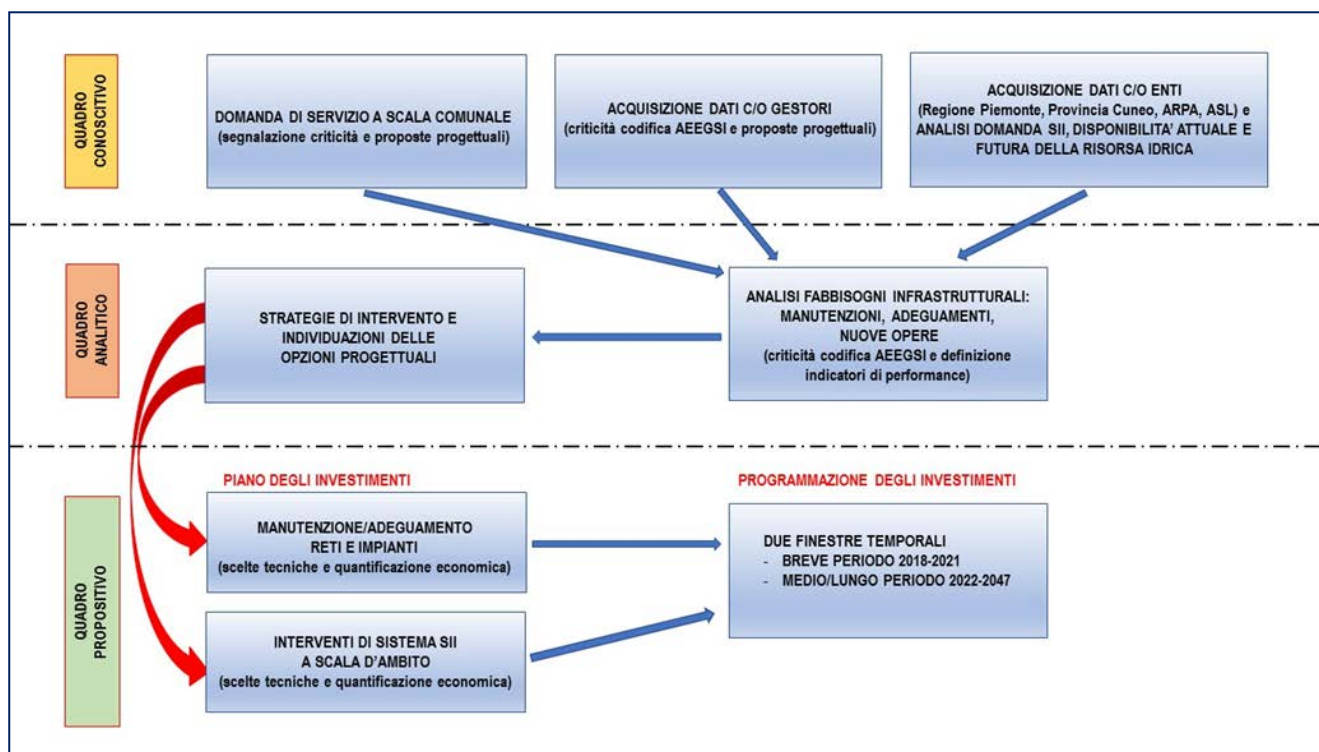 QUADRO
CONOSCITIVO
DOMANDA DI SERVIZIO A SCALA COMUNALE
(segnalazione criticità e proposte progettuali)
ACQUISIZIONE DATI C/O GESTORI
(criticità codifica AEEGSI e proposte progettuali)
ACQUISIZIONE DATI C/O ENTI
(Regione Piemonte, Provincia Cuneo, ARPA, ASL) e
ANALISI DOMANDA SII, DISPONIBILITA' ATTUALE E
FUTURA DELLA RISORSA IDRICA
QUADRO
ANALITICO
STRATEGIE DI INTERVENTO E
INDIVIDUAZIONI DELLE
OPZIONI PROGETTUALI
ANALISI FABBISOGNI INFRASTRUTTURALI:
MANUTENZIONI, ADEGUAMENTI,
NUOVE OPERE
(criticità codifica AEEGSI e definizione
indicatori di performance)
QUADRO
PROPOSITIVO
PIANO DEGLI INVESTIMENTI
MANUTENZIONE/ADEGUAMENTO
RETI E IMPIANTI
(scelte tecniche e quantificazione economica)
INTERVENTI DI SISTEMA SII
A SCALA D'AMBITO
(scelte tecniche e quantificazione economica)
PROGRAMMAZIONE DEGLI INVESTIMENTI
DUE FINESTRE TEMPORALI
- BREVE PERIODO 2018-2021
- MEDIO/LUNGO PERIODO 2022-2047